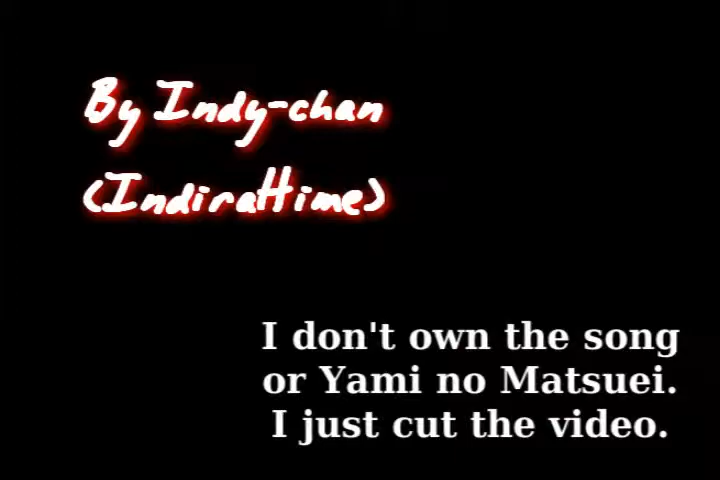 By Indy-chan
(IndiraHime)
I don't own the song
or Yami no Matsuei.
I just cut the video.